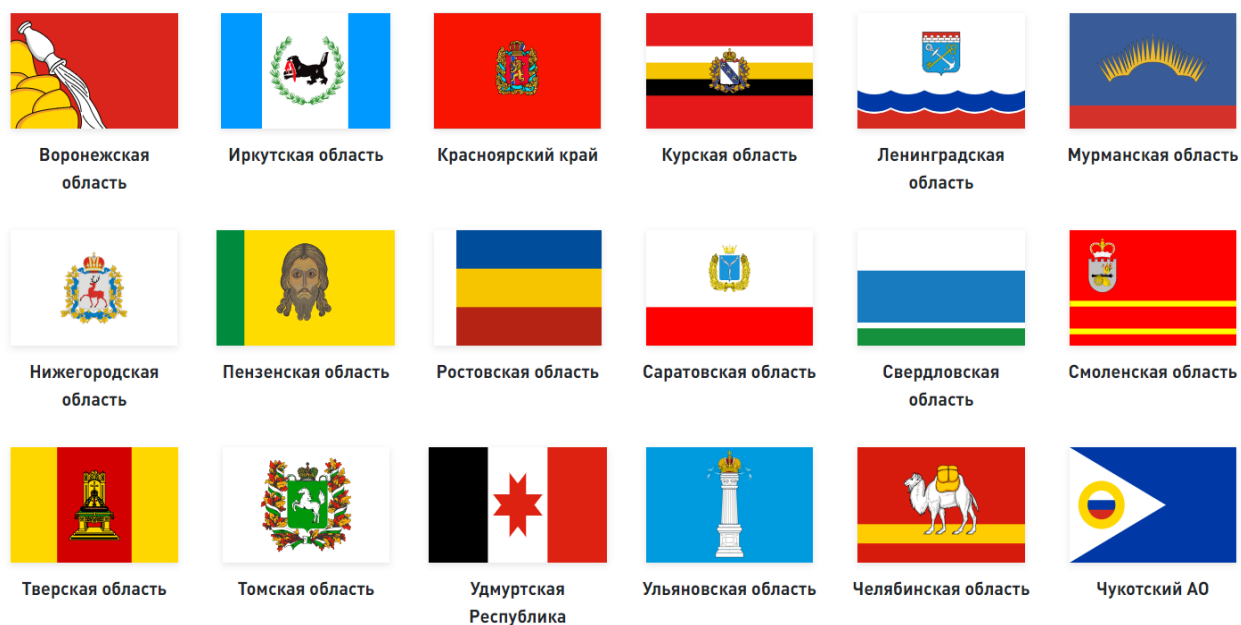 Воронежская
область
Иркутская область
Красноярский край
Курская область
Ленинградская
область
Мурманская область
Нижегородская
область
Пензенская область
Ростовская область
Саратовская область
Свердловская
область
Смоленская область
Тверская область
Томская область
Удмуртская
Республика
Ульяновская область
Челябинская область
Чукотский АО